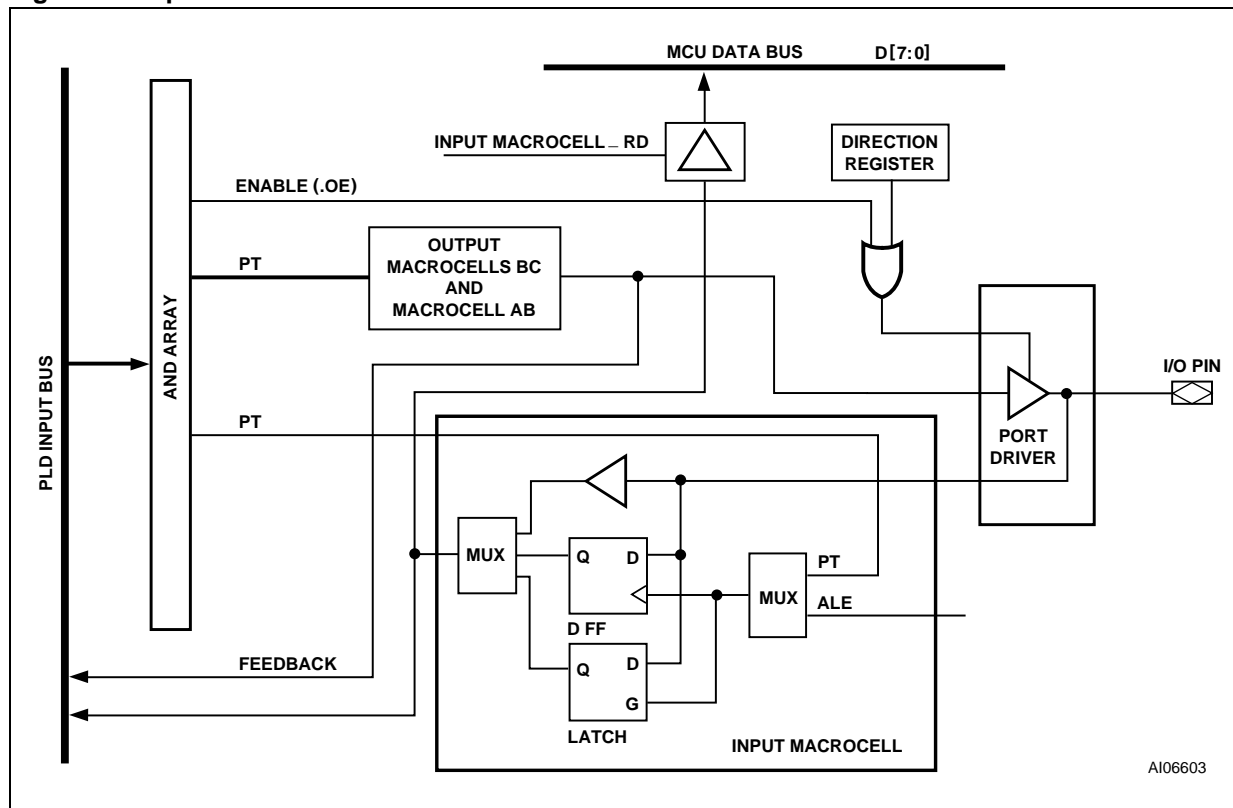 MCU DATA BUS D[7:0]
INPUT MACROCELL_ RD
DIRECTION
REGISTER
ENABLE (.OE)
OUTPUT
MACROCELLS BC
AND
MACROCELL AB
PT
PLD INPUT BUS
AND ARRAY
I/O PIN
PT
PORT
DRIVER
MUX
Q D
D FF
MUX
PT
ALE
Q D
G
LATCH
FEEDBACK
INPUT MACROCELL
AI06603